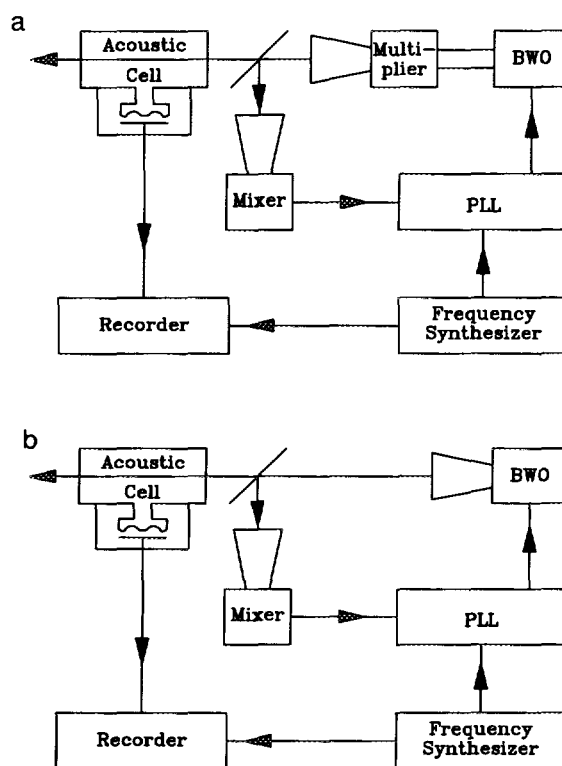 a
Acoustic
Cell
Multi-
plier
BWO
Mixer
PLL
Recorder
Frequency
Synthesizer
b
Acoustic
Cell
BWO
Mixer
PLL
Recorder
Frequency
Synthesizer